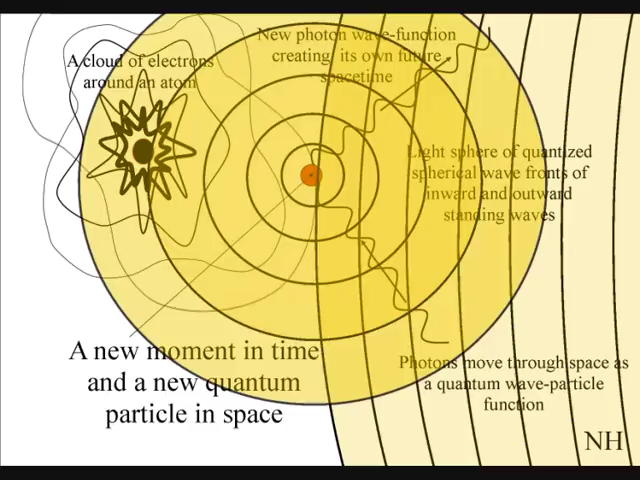 A cloud of electrons
around an atom
New photon wave-function
creating, its own future
spacetime
Light sphere of quantized
spherical wave fronts of
inward and outward
standing waves
A new moment in time
and a new quantum
particle in space
Photons move through space as
a quantum wave-particle
function
NH